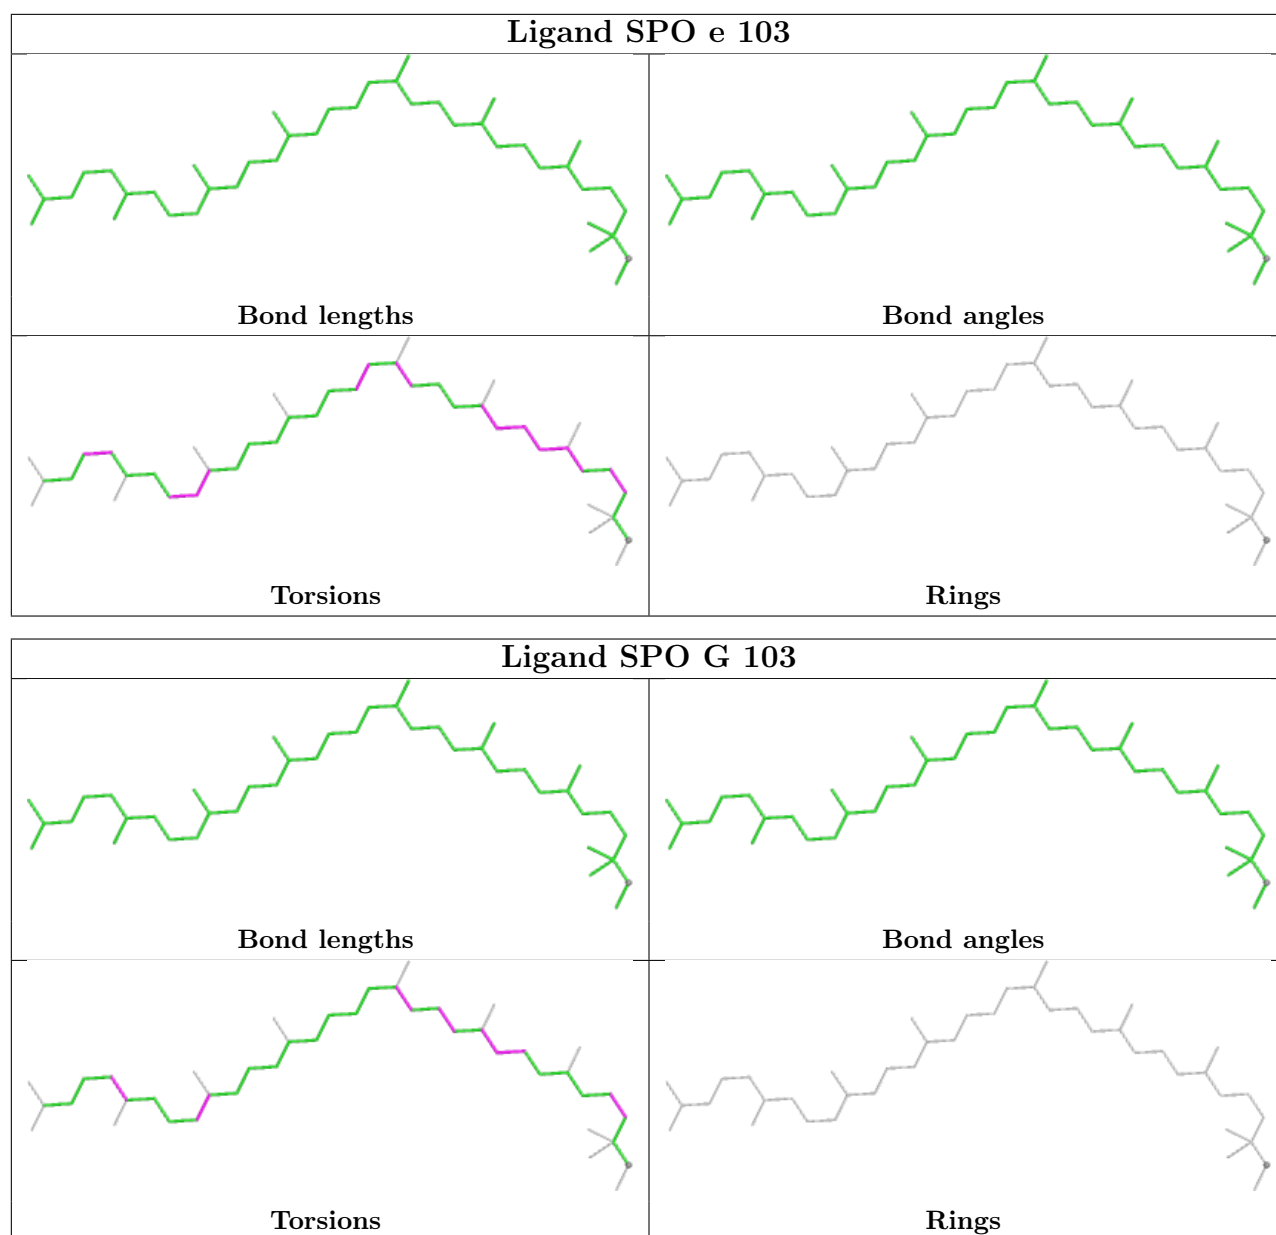 Ligand SPO e 103
Bond lengths
Bond angles
Torsions
Rings
Ligand SPO G 103
Bond lengths
Bond angles
Torsions
Rings